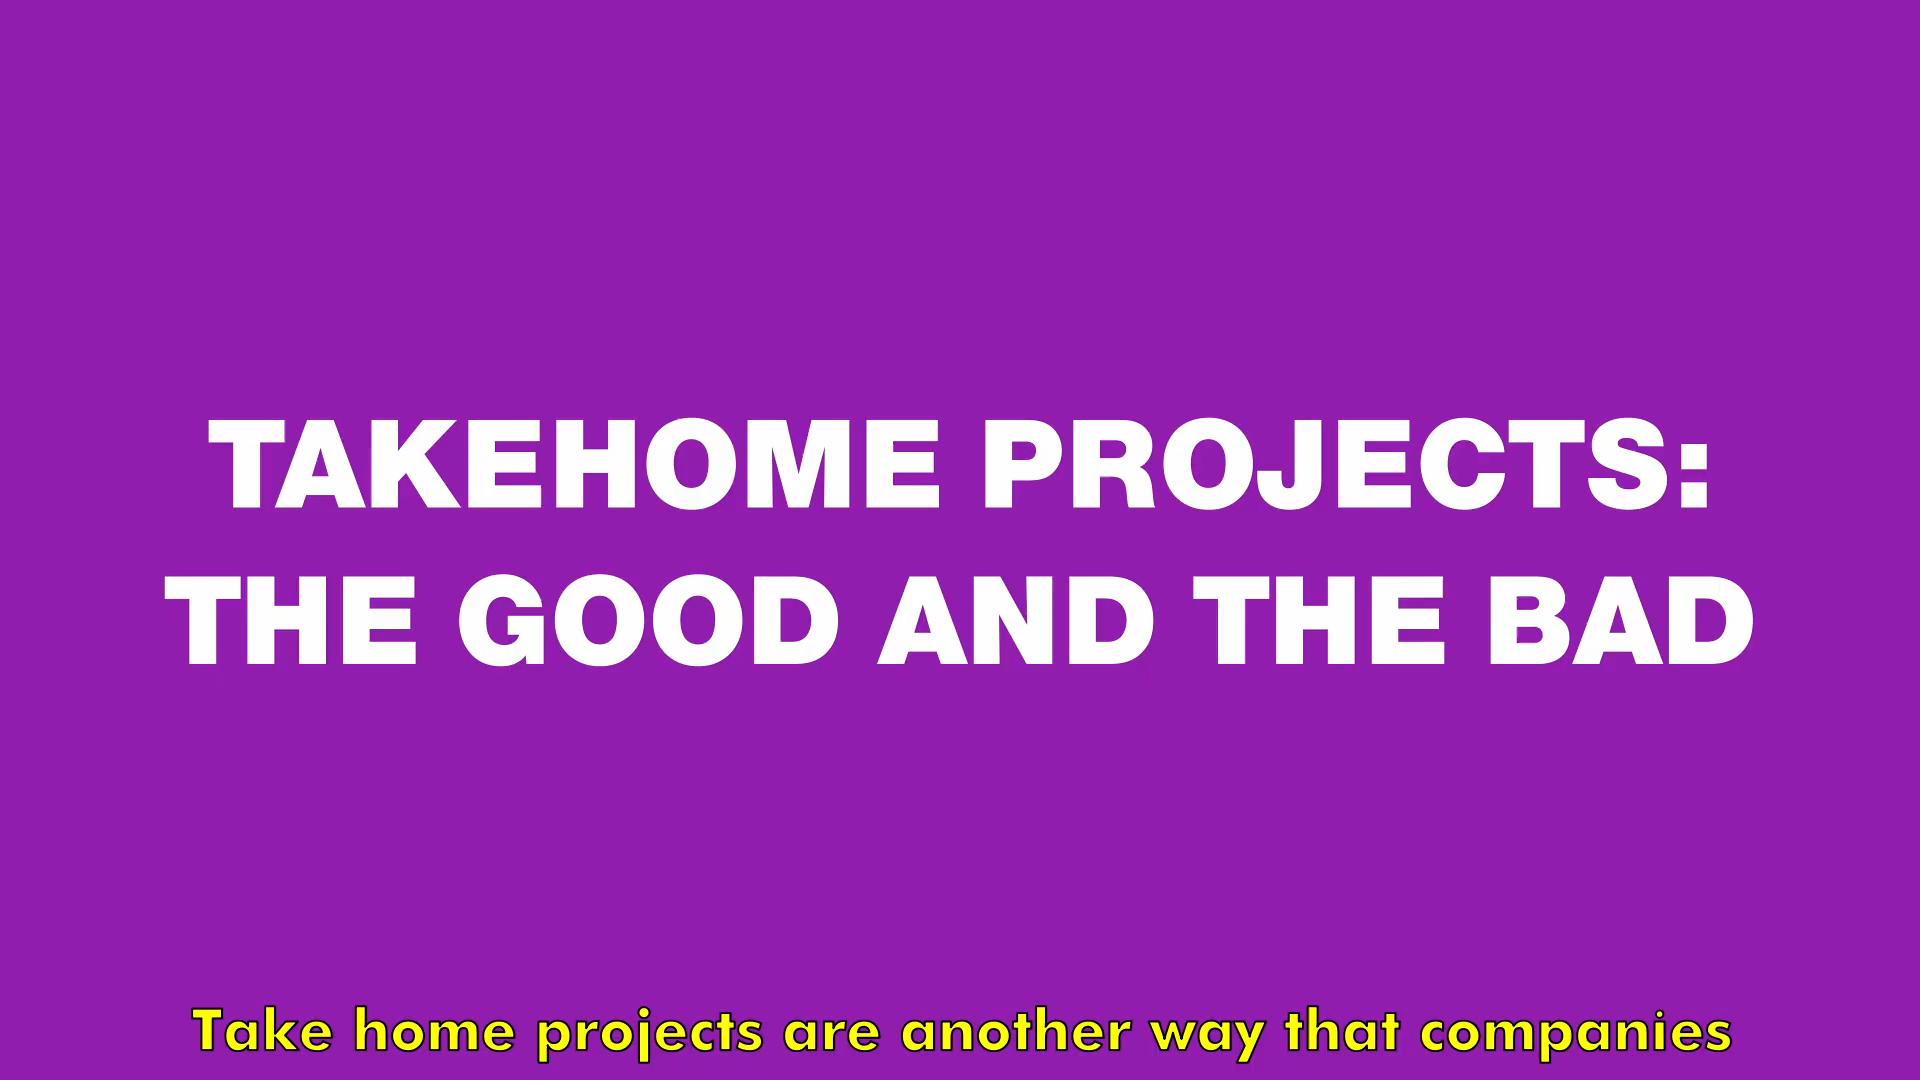 TAKEHOME PROJECTS:
THE GOOD AND THE BAD
Take home projects are another way that companies